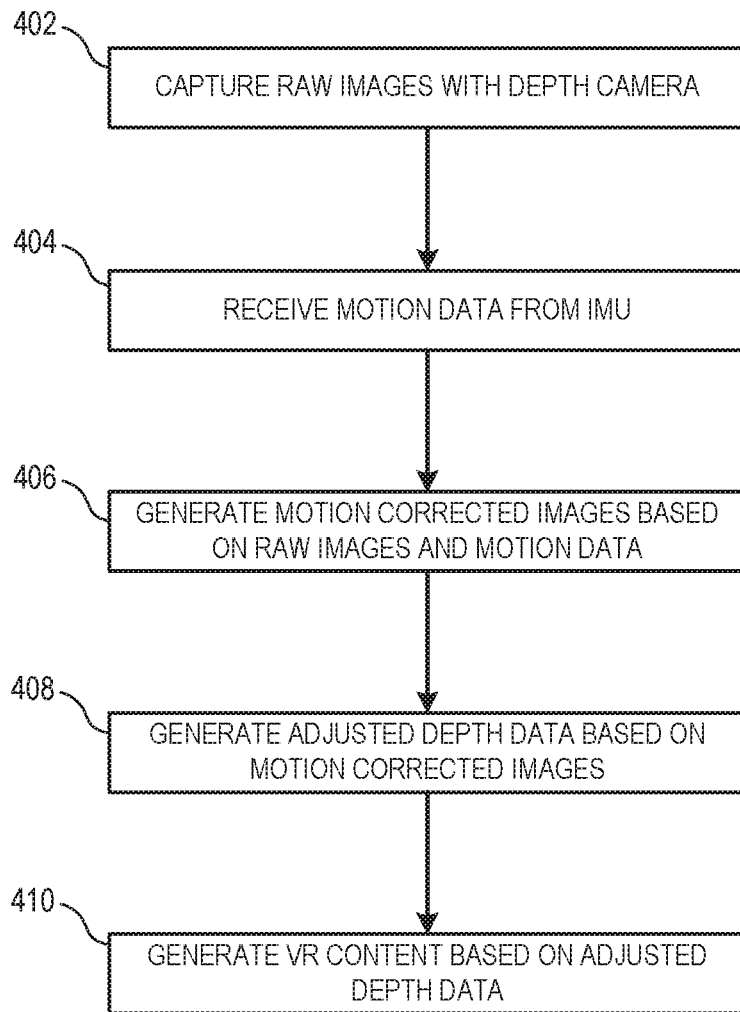 402
CAPTURE RAW IMAGES WITH DEPTH CAMERA
404
RECEIVE MOTION DATA FROM IMU
406
GENERATE MOTION CORRECTED IMAGES BASED
ON RAW IMAGES AND MOTION DATA
408
GENERATE ADJUSTED DEPTH DATA BASED ON
MOTION CORRECTED IMAGES
410
GENERATE VR CONTENT BASED ON ADJUSTED
DEPTH DATA